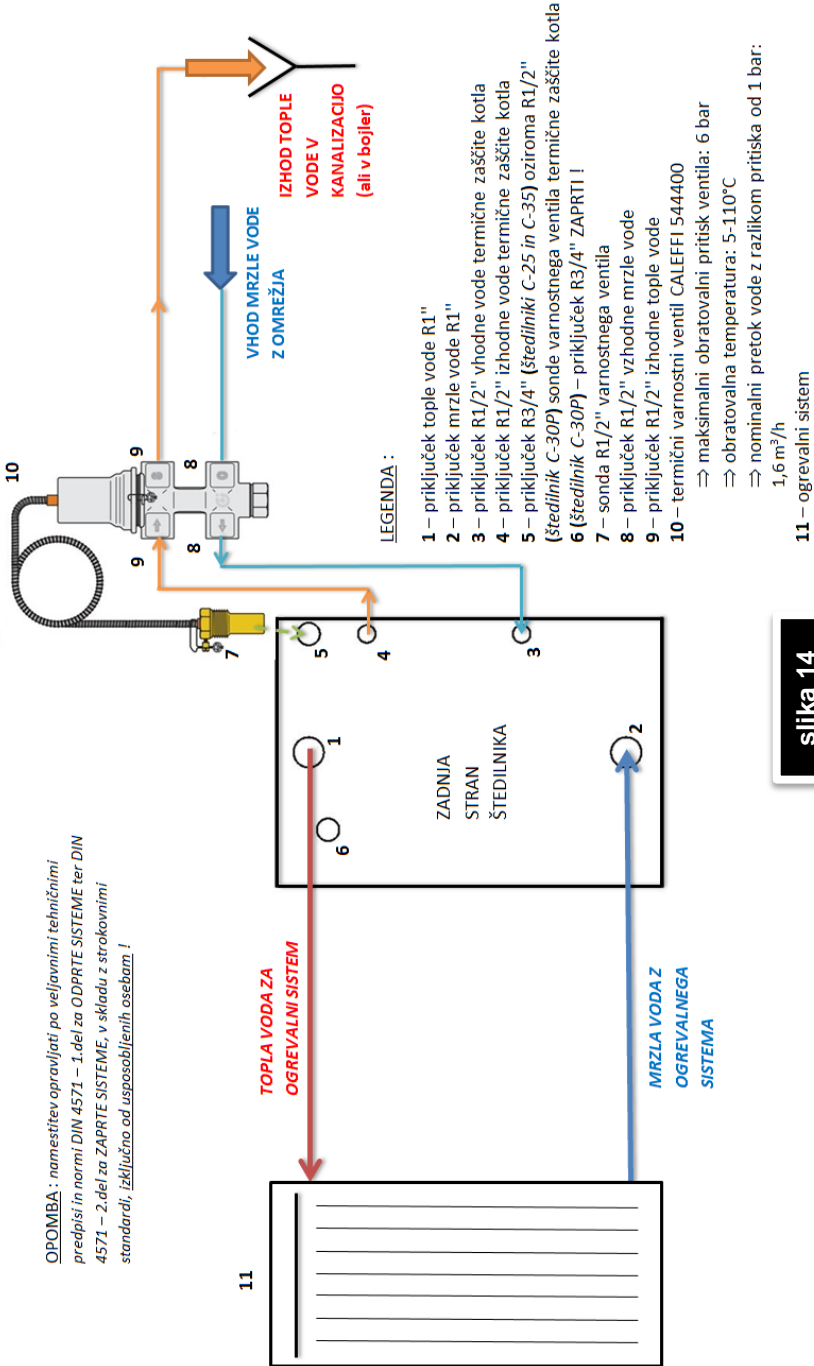 OPOMBA : namestitev opravljati po veljavnimi tehničnimi
predpisi in normi DIN 4571 – 1.del za ODPRTE SISTEME ter DIN
4571 – 2.del za ZAPRTE SISTEME, v skladu z strokovnimi
standardi, izključno od usposobljenih osebam !
11
TOPLA VODA ZA
OGREVALNI SISTEM
MRZLA VODA Z
OGREVALNEGA
SISTEMA
6
1
5
4
3
2
ZADNJA
STRAN
ŠTEDILNIKA
7
10
9
9
8
8
VHOD MRZLE VODE
Z OMREŽJA
IZHOD TOPLE
VODE V
KANALIZACIJO
(ali v bojler)
LEGENDA :
1 – priključek tople vode R1"
2 – priključek mrzle vode R1"
3 – priključek R1/2" vhodne vode termične zaščite kotla
4 – priključek R1/2" izhodne vode termične zaščite kotla
5 – priključek R3/4" (štedilniki C-25 in C-35) oziroma R1/2"
(štedilnik C-30P) sonde varnostnega ventila termične zaščite kotla
6 (štedilnik C-30P) – priključek R3/4" ZAPRTI !
7 – sonda R1/2" varnostnega ventila
8 – priključek R1/2" vzhodne mrzle vode
9 – priključek R1/2" izhodne tople vode
10 – termični varnostni ventil CALEFFI 544400
⇒ maksimalni obratovalni pritisk ventila: 6 bar
⇒ obratovalna temperatura: 5-110°C
⇒ nominalni pretok vode z razlikom pritiska od 1 bar:
1,6 m³/h
11 – ogrevalni sistem
slika 14